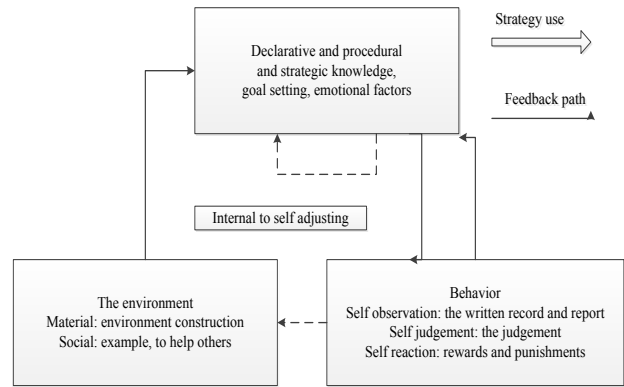 Strategy use
Declarative and procedural
and strategic knowledge,
goal setting, emotional factors
Feedback path
Internal to self adjusting
The environment
Material: environment construction
Social: example, to help others
Behavior
Self observation: the written record and report
Self judgement: the judgement
Self reaction: rewards and punishments